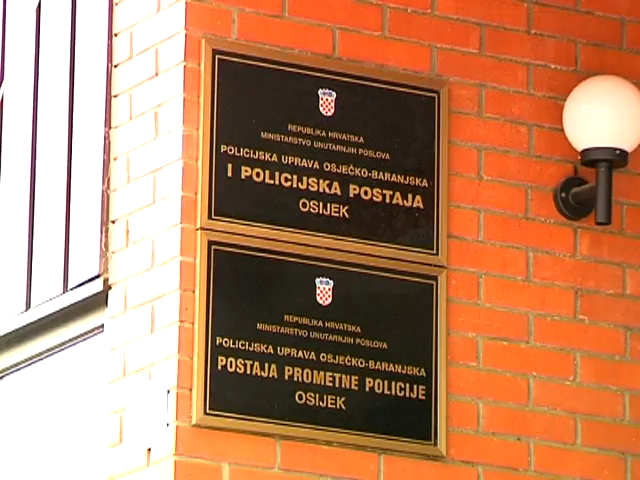 REPUBLIKA HRVATSKA
MINISTARSTVO UNUTARNJIH POSLOVA
POLICIJSKA UPRAVA OSJEČKO-BARANJSKA
I POLICIJSKA POSTAJA
OSIJEK
REPUBLIKA HRVATSKA
MINISTARSTVO UNUTARNJIH POSLOVA
POLICIJSKA UPRAVA OSJEČKO-BARANJSKA
POSTAJA PROMETNE POLICIJE
OSIJEK